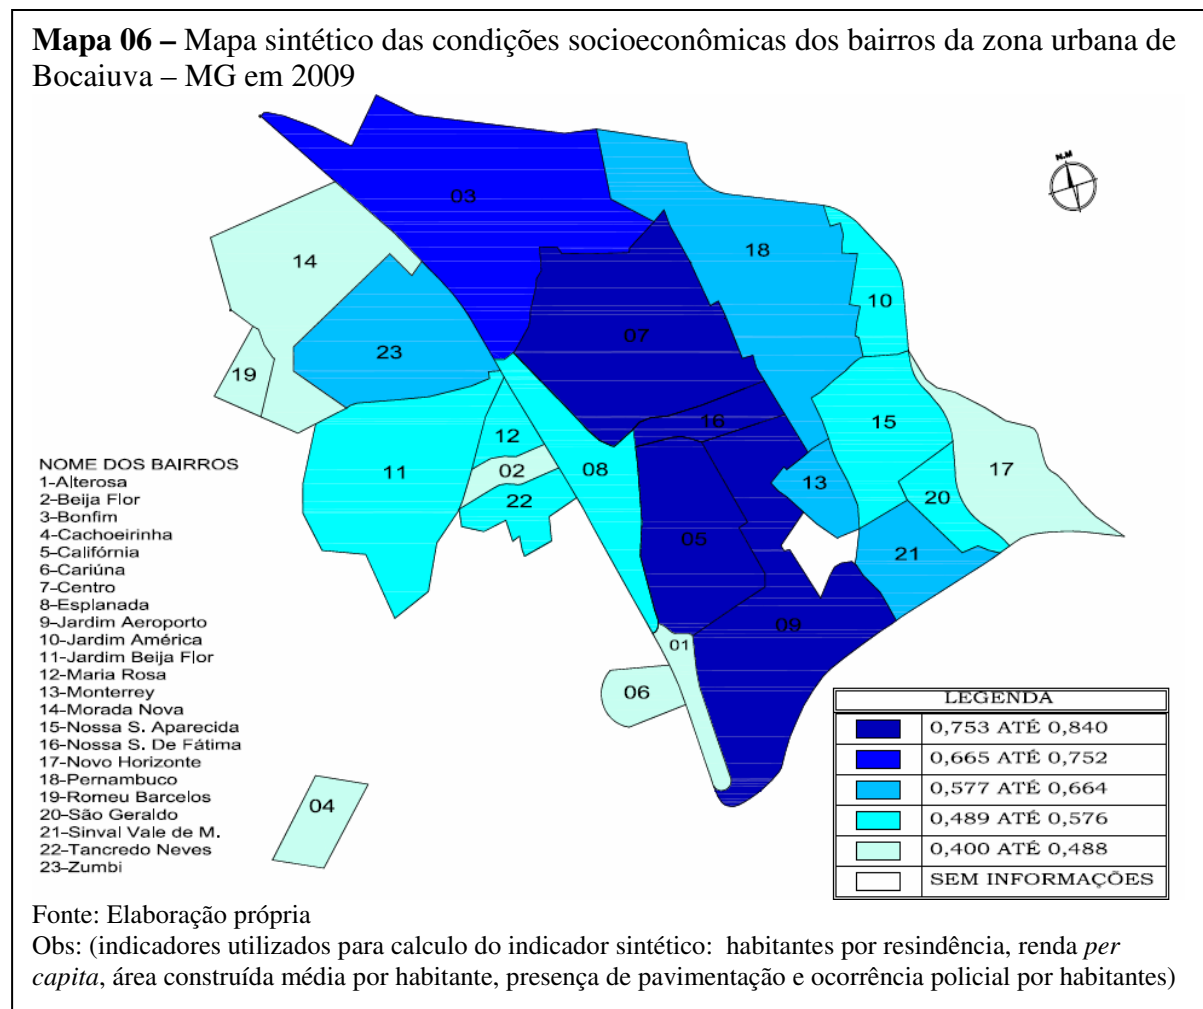 Mapa 06 – Mapa sintético das condições socioeconômicas dos bairros da zona urbana de
Bocaiuva – MG em 2009
N.M
03
14
18
10
07
23
19
16
15
12
02
08
11
22
17
13
20
05
21
09
01
06
04
NOME DOS BAIRROS
1-Alterosa
2-Beija Flor
3-Bonfim
4-Cachoeirinha
5-Califórnia
6-Cariúna
7-Centro
8-Esplanada
9-Jardim Aeroporto
10-Jardim América
11-Jardim Beija Flor
12-Maria Rosa
13-Monterrey
14-Morada Nova
15-Nossa S. Aparecida
16-Nossa S. De Fátima
17-Novo Horizonte
18-Pernambuco
19-Romeu Barcelos
20-São Geraldo
21-Sinval Vale de M.
22-Tancredo Neves
23-Zumbi
LEGENDA
0,753 ATÉ 0,840
0,665 ATÉ 0,752
0,577 ATÉ 0,664
0,489 ATÉ 0,576
0,400 ATÉ 0,488
SEM INFORMAÇÕES
Fonte: Elaboração própria
Obs: (indicadores utilizados para calculo do indicador sintético: habitantes por resindência, renda per
capita, área construída média por habitante, presença de pavimentação e ocorrência policial por habitantes)